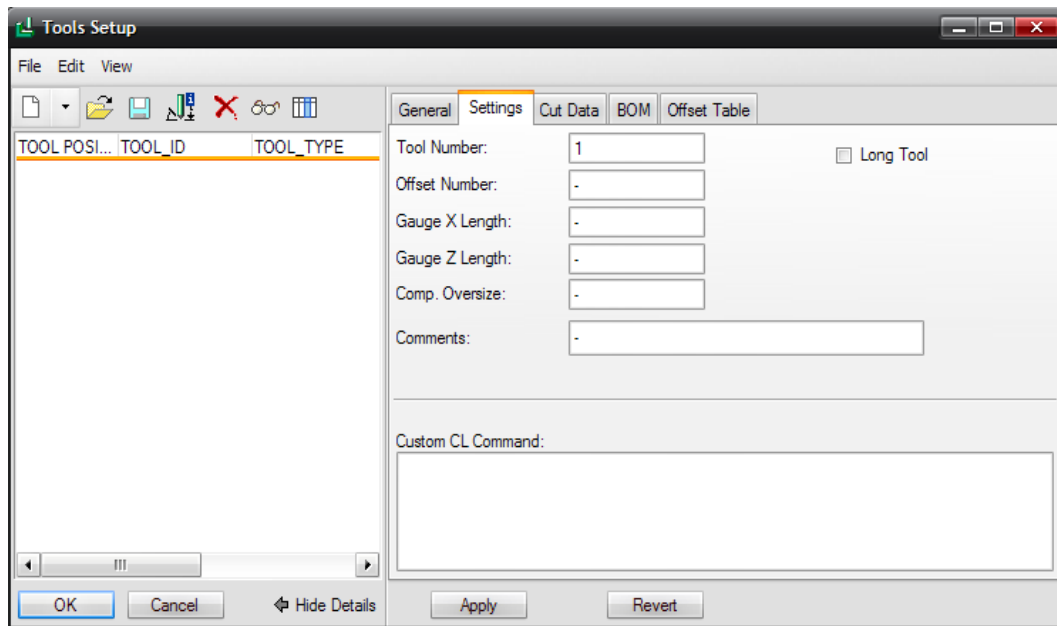 Tools Setup
File Edit View
General Settings Cut Data BOM Offset Table
TOOL POSI... TOOL_ID TOOL_TYPE
Tool Number: 1
Long Tool
Offset Number: -
Gauge X Length: -
Gauge Z Length: -
Comp. Oversize: -
Comments: -
Custom CL Command:
OK Cancel Hide Details Apply Revert